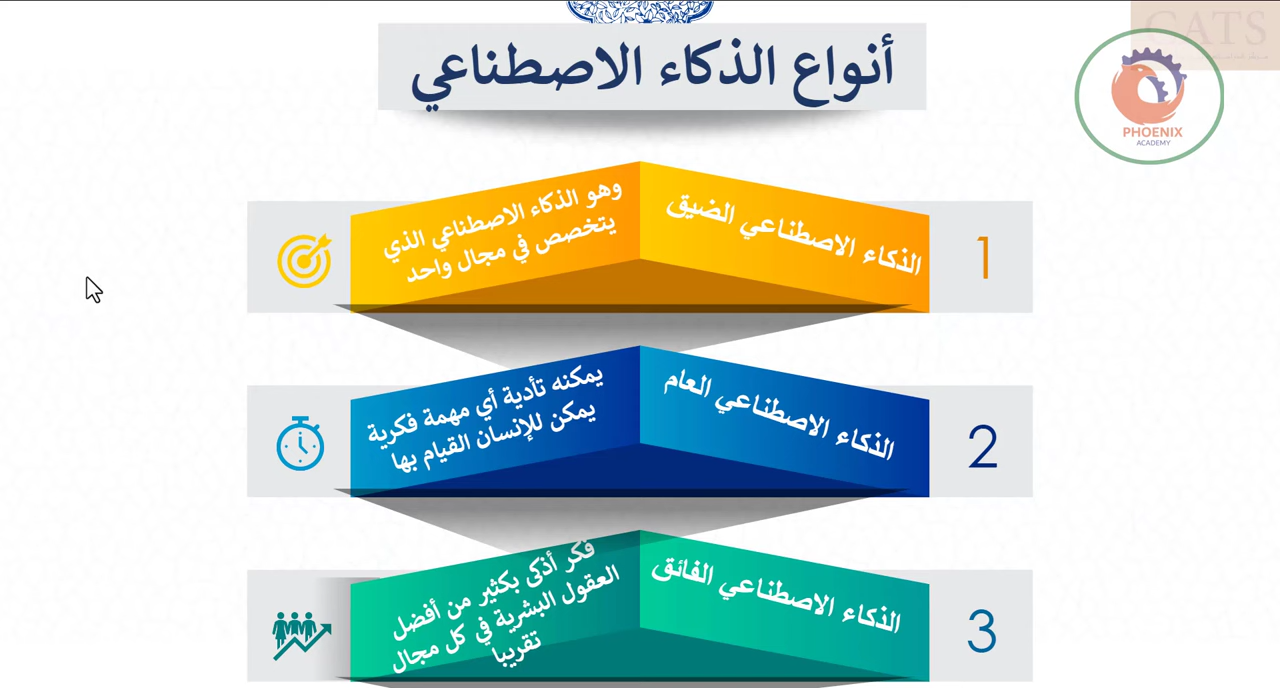 CATS
PHOENIX
ACADEMY
أنواع الذكاء الاصطناعي
1
الذكاء الاصطناعي الضيق
وهو الذكاء الاصطناعي الذي
يتخصص في مجال واحد
2
الذكاء الاصطناعي العام
يمكنه تأدية أي مهمة فكرية
يمكن للإنسان القيام بها
3
الذكاء الاصطناعي الفائق
فكر أذكى بكثير من أفضل
العقول البشرية في كل مجال
تقريبا